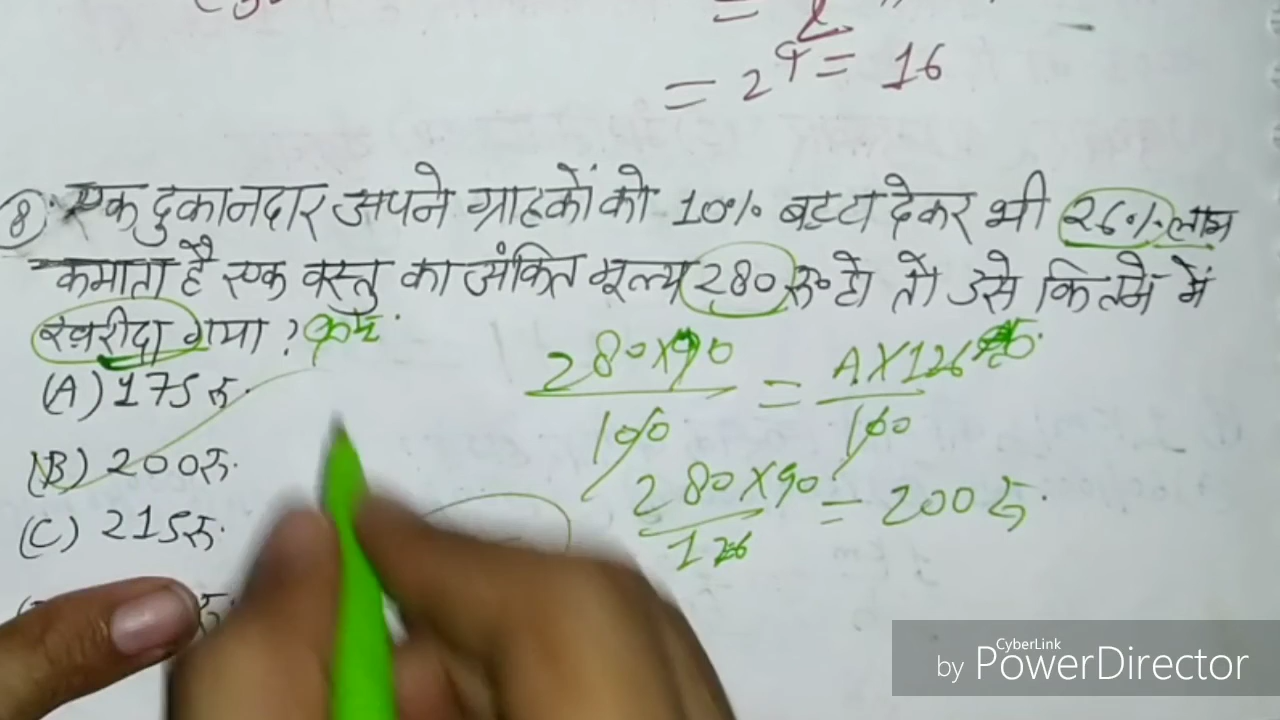 = 2
= 2⁴ = 16
8 एक दुकानदार अपने ग्राहकों को 10% बट्टा देकर भी 26% लाभ
कमाता है एक वस्तु का अंकित मूल्य 280 रु० हो तो उसे कितने में
खरीदा गया?
(A) 175 रु.
(B) 200 रु.
(C) 215 रु.
रु.
280×90/100 = A×126/100
280×90/126 = 200 रु.
CyberLink
by PowerDirector